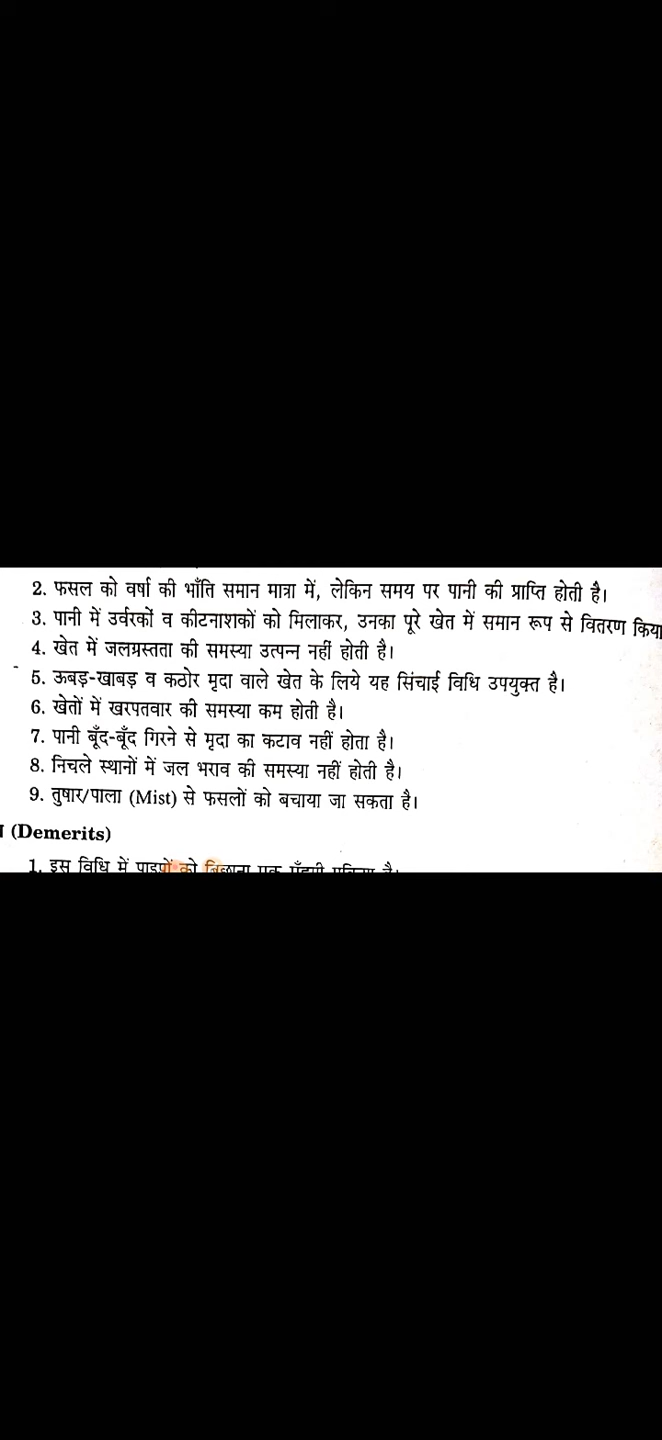 2. फसल को वर्षा की भाँति समान मात्रा में, लेकिन समय पर पानी की प्राप्ति होती है।
3. पानी में उर्वरकों व कीटनाशकों को मिलाकर, उनका पूरे खेत में समान रूप से वितरण किया
4. खेत में जलग्रस्तता की समस्या उत्पन्न नहीं होती है।
5. ऊबड़-खाबड़ व कठोर मृदा वाले खेत के लिये यह सिंचाई विधि उपयुक्त है।
6. खेतों में खरपतवार की समस्या कम होती है।
7. पानी बूँद-बूँद गिरने से मृदा का कटाव नहीं होता है।
8. निचले स्थानों में जल भराव की समस्या नहीं होती है।
9. तुषार/पाला (Mist) से फसलों को बचाया जा सकता है।
(Demerits)
1. इस विधि में पाइपों को बिछाना एक